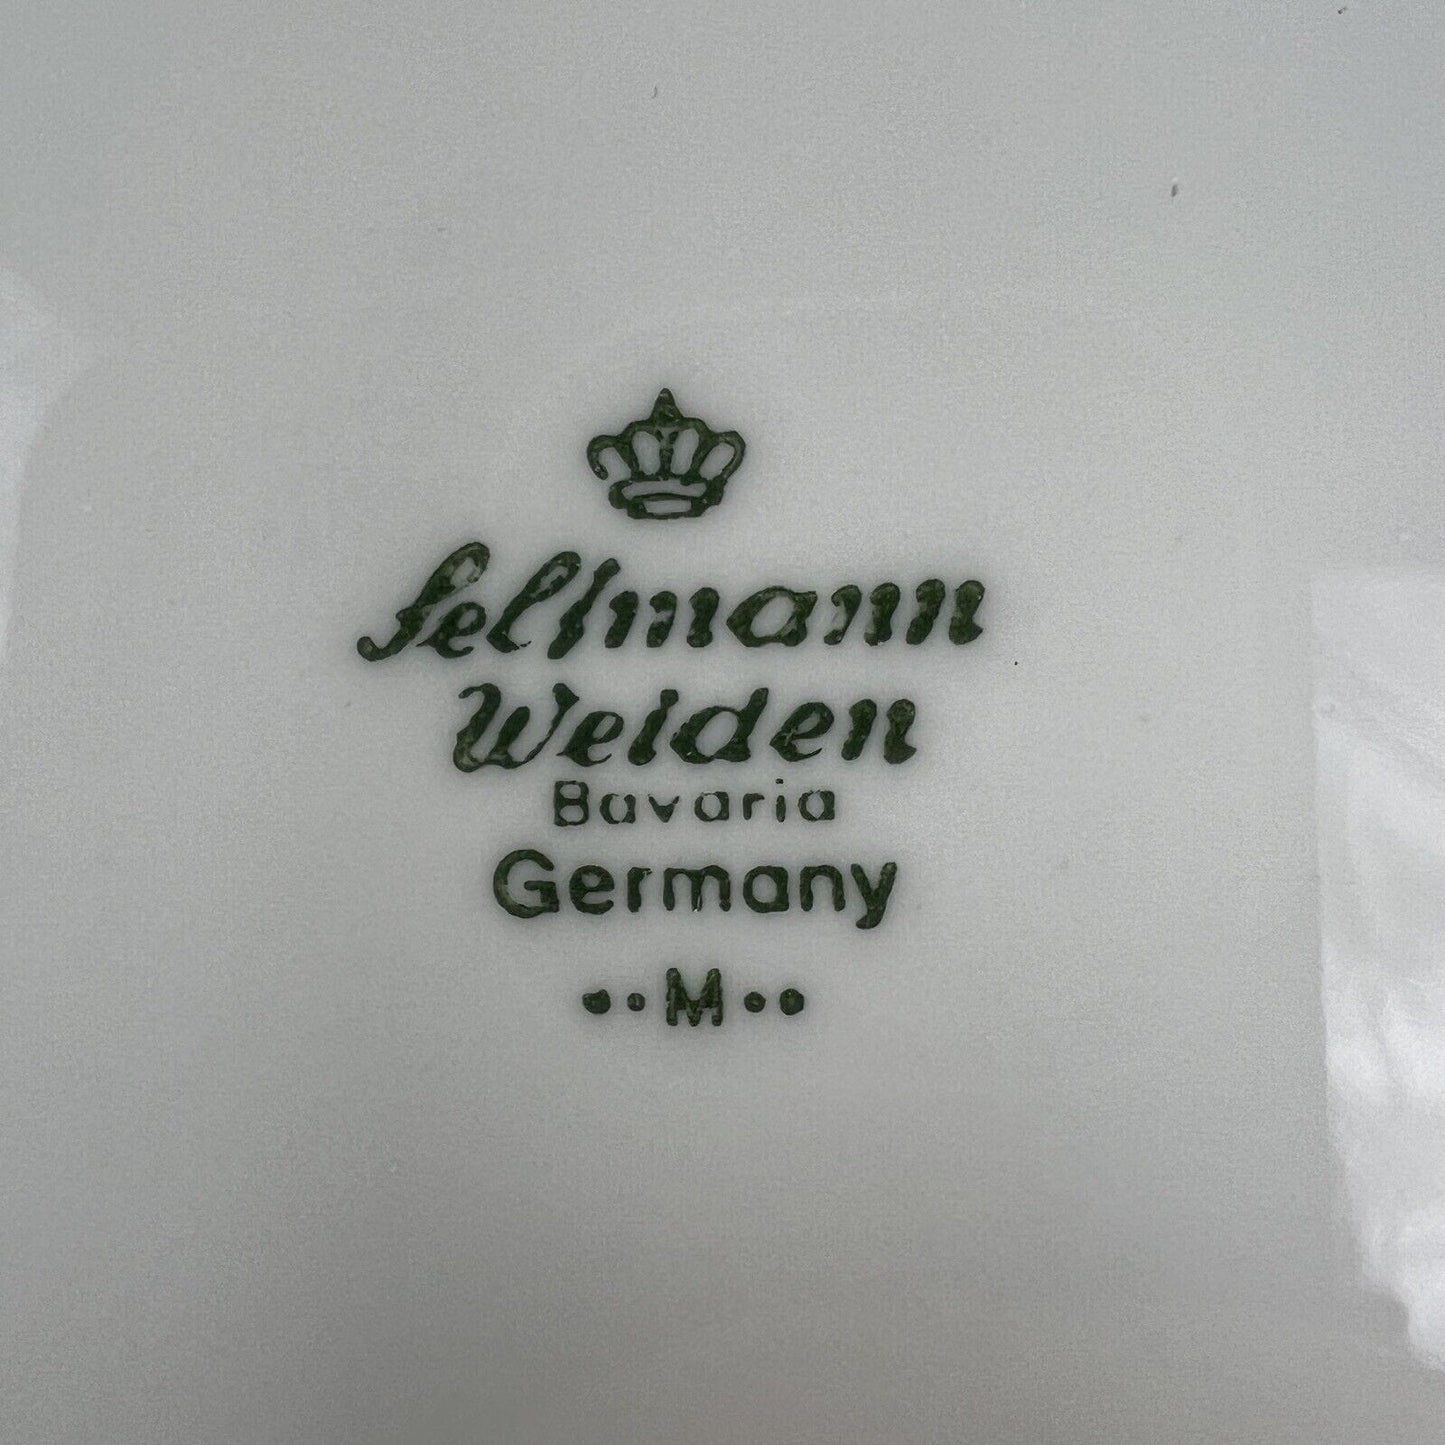 Seltmann
Weiden
Bavaria
Germany
••M••